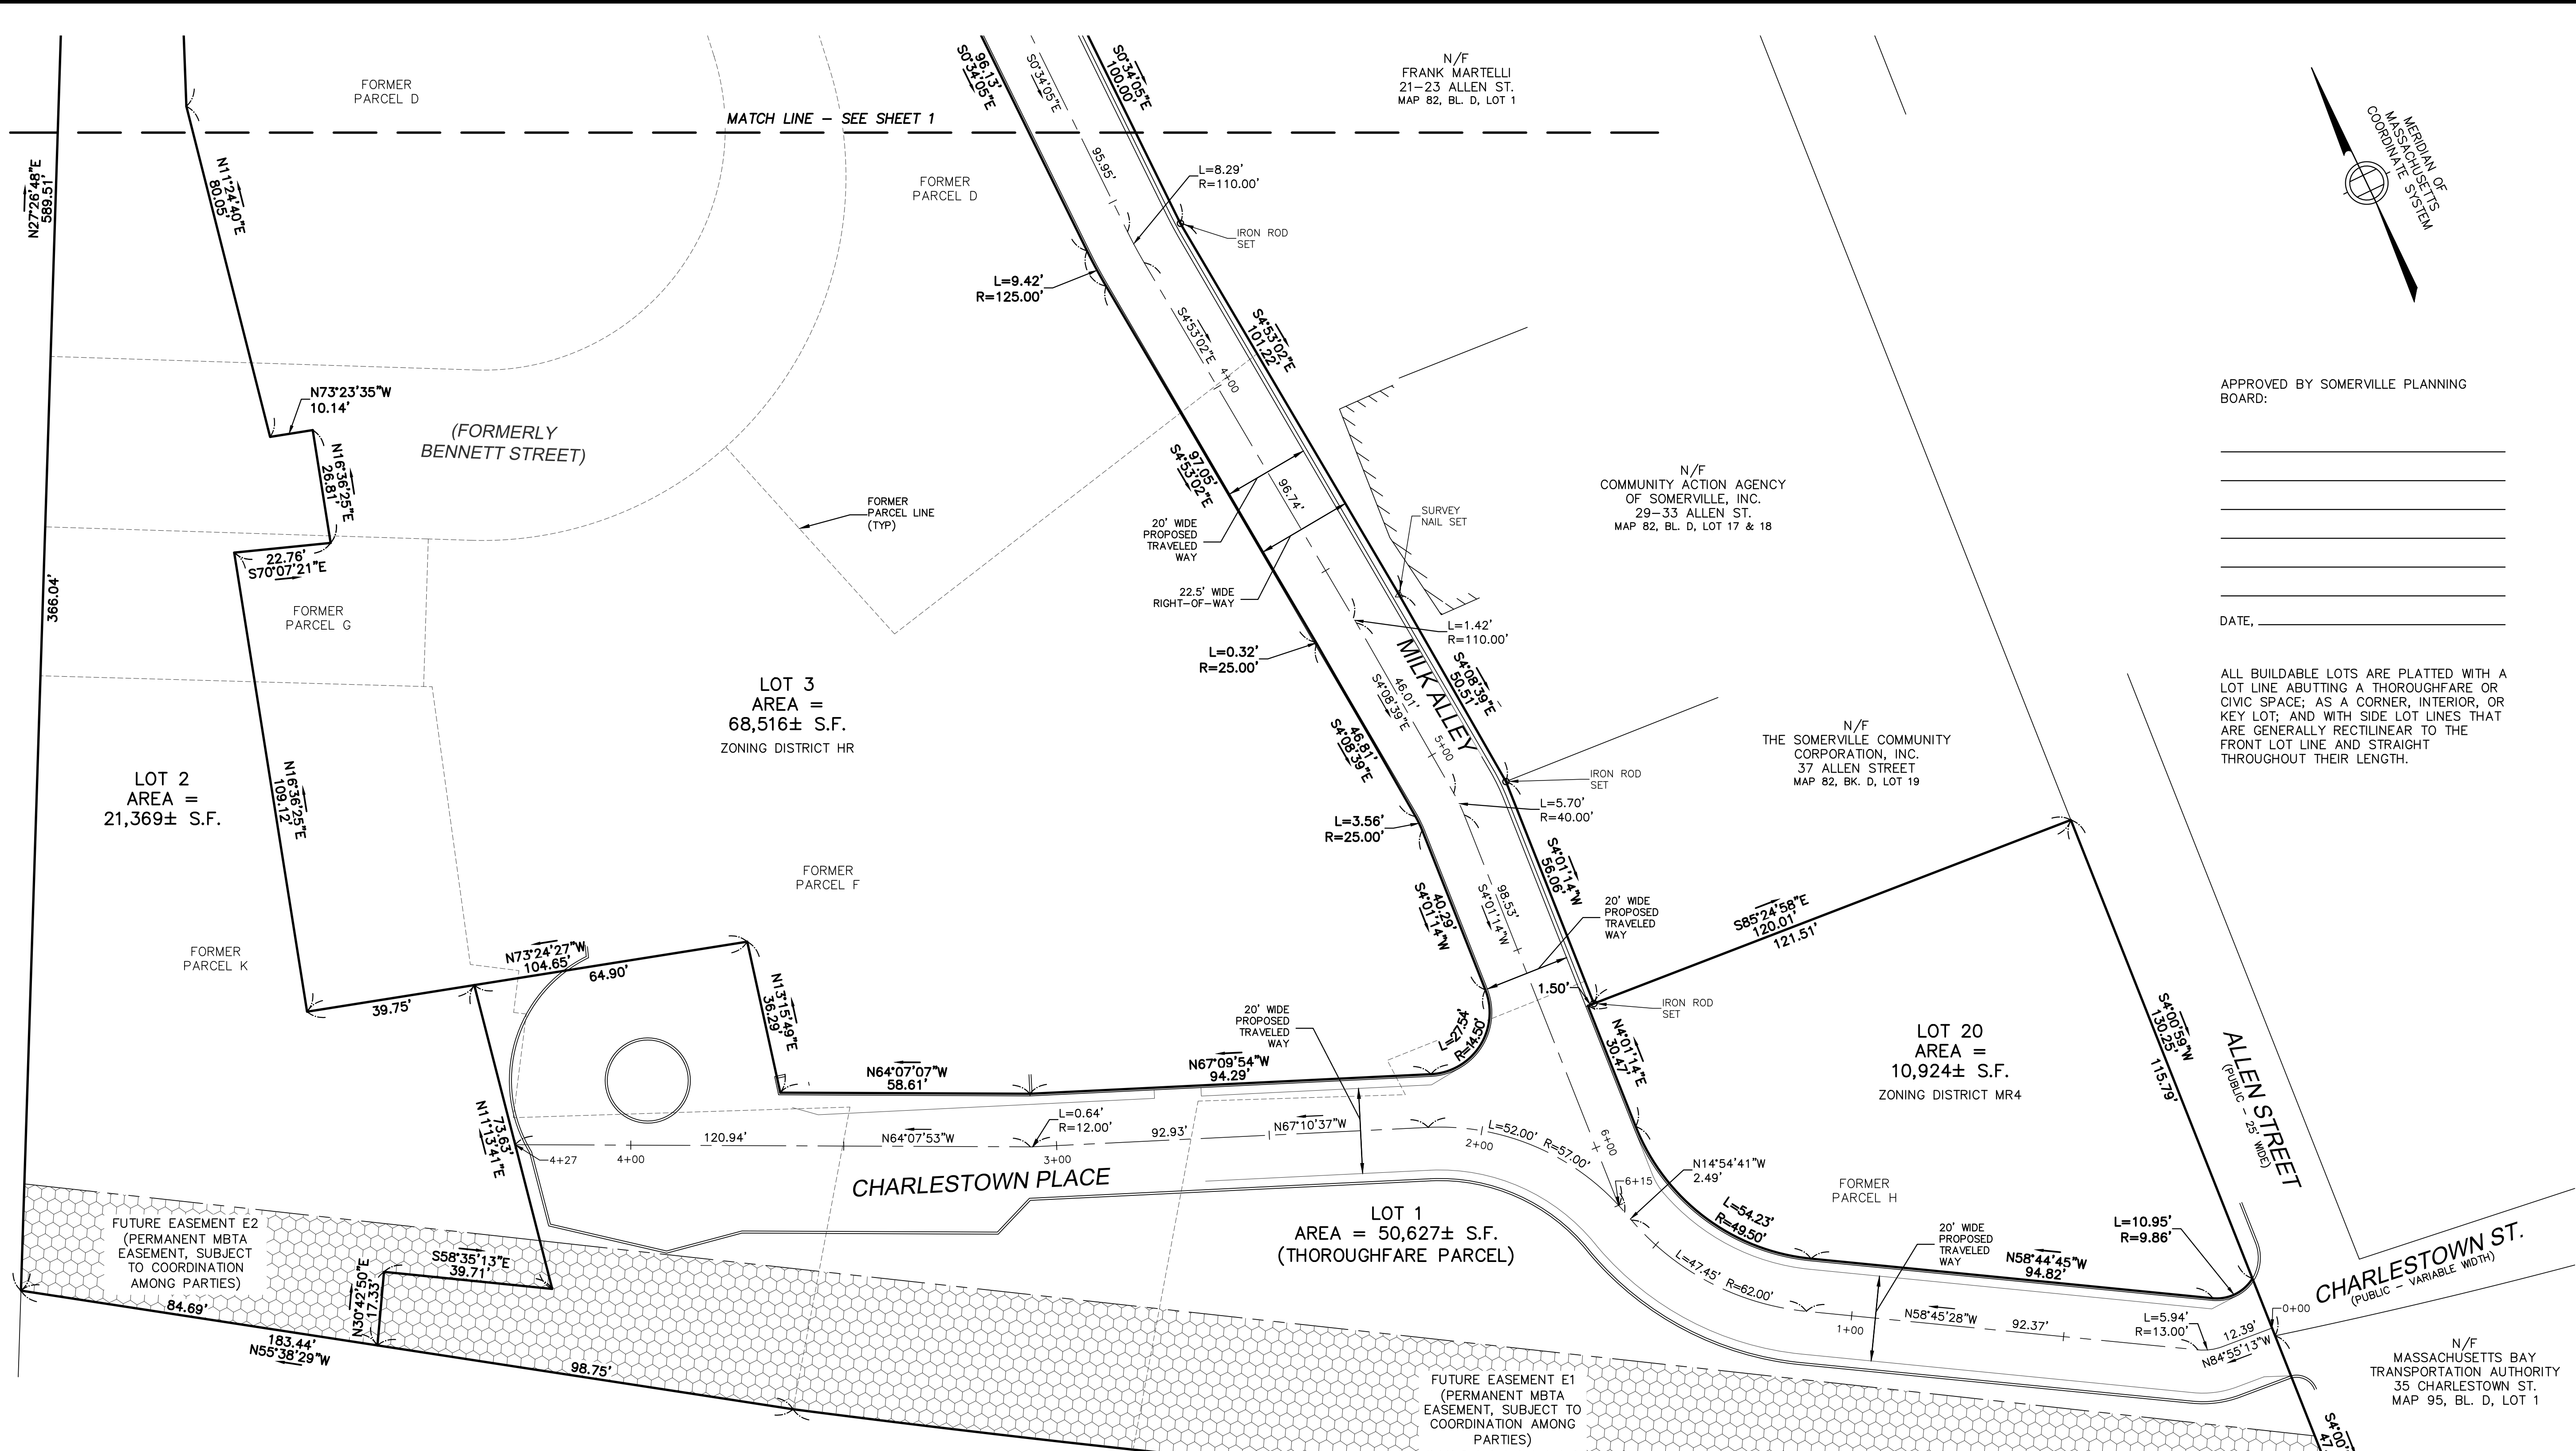 MATCH LINE – SEE SHEET 1
FORMER
PARCEL D
N27°26'48"E
589.51'
N11°24'40"E
80.05'
96.13'
S0°34'05"E
S0°34'05"E
95.95'
S0°34'05"E
100.00'
N/F
FRANK MARTELLI
21–23 ALLEN ST.
MAP 82, BL. D, LOT 1
MERIDIAN OF
MASSACHUSETTS
COORDINATE SYSTEM
FORMER
PARCEL D
L=8.29'
R=110.00'
IRON ROD
SET
L=9.42'
R=125.00'
S4°53'02"E
S4°53'02"E
101.22'
4+00
N73°23'35"W
10.14'
(FORMERLY
BENNETT STREET)
N16°36'25"E
26.81'
22.76'
S70°07'21"E
FORMER
PARCEL G
366.04'
FORMER
PARCEL LINE
(TYP)
97.05'
S4°53'02"E
96.74'
20' WIDE
PROPOSED
TRAVELED
WAY
22.5' WIDE
RIGHT–OF–WAY
SURVEY
NAIL SET
N/F
COMMUNITY ACTION AGENCY
OF SOMERVILLE, INC.
29–33 ALLEN ST.
MAP 82, BL. D, LOT 17 & 18
APPROVED BY SOMERVILLE PLANNING
BOARD:
DATE,
ALL BUILDABLE LOTS ARE PLATTED WITH A
LOT LINE ABUTTING A THOROUGHFARE OR
CIVIC SPACE; AS A CORNER, INTERIOR, OR
KEY LOT; AND WITH SIDE LOT LINES THAT
ARE GENERALLY RECTILINEAR TO THE
FRONT LOT LINE AND STRAIGHT
THROUGHOUT THEIR LENGTH.
L=0.32'
R=25.00'
L=1.42'
R=110.00'
MILK ALLEY
S4°08'39"E
50.51'
46.01'
S4°08'39"E
5+00
46.81'
S4°08'39"E
LOT 3
AREA =
68,516± S.F.
ZONING DISTRICT HR
LOT 2
AREA =
21,369± S.F.
N16°36'25"E
109.12'
N/F
THE SOMERVILLE COMMUNITY
CORPORATION, INC.
37 ALLEN STREET
MAP 82, BK. D, LOT 19
IRON ROD
SET
L=5.70'
R=40.00'
L=3.56'
R=25.00'
FORMER
PARCEL F
FORMER
PARCEL K
S4°01'14"W
56.06'
98.53'
S4°01'14"W
40.29'
S4°01'14"W
20' WIDE
PROPOSED
TRAVELED
WAY
S85°24'58"E
120.01'
121.51'
1.50'
IRON ROD
SET
N73°24'27"W
104.65'
64.90'
39.75'
N13°15'49"E
36.29'
20' WIDE
PROPOSED
TRAVELED
WAY
L=27.54'
R=14.50'
N4°01'14"E
30.47'
LOT 20
AREA =
10,924± S.F.
ZONING DISTRICT MR4
S4°00'59"W
130.25'
115.79'
ALLEN STREET
(PUBLIC – 25' WIDE)
N64°07'07"W
58.61'
N67°09'54"W
94.29'
73.63'
N11°13'41"E
L=0.64'
R=12.00'
120.94'
N64°07'53"W
92.93'
N67°10'37"W
4+27
4+00
3+00
2+00
L=52.00' R=57.00'
6+00
6+15
N14°54'41"W
2.49'
CHARLESTOWN PLACE
FORMER
PARCEL H
LOT 1
AREA = 50,627± S.F.
(THOROUGHFARE PARCEL)
L=54.23'
R=49.50'
L=47.45' R=62.00'
20' WIDE
PROPOSED
TRAVELED
WAY
L=10.95'
R=9.86'
N58°44'45"W
94.82'
N58°45'28"W
92.37'
1+00
L=5.94'
R=13.00'
12.39'
N84°55'13"W
0+00
CHARLESTOWN ST.
(PUBLIC – VARIABLE WIDTH)
FUTURE EASEMENT E2
(PERMANENT MBTA
EASEMENT, SUBJECT
TO COORDINATION
AMONG PARTIES)
S58°35'13"E
39.71'
N30°42'50"E
17.33'
84.69'
183.44'
N55°38'29"W
98.75'
FUTURE EASEMENT E1
(PERMANENT MBTA
EASEMENT, SUBJECT TO
COORDINATION AMONG
PARTIES)
N/F
MASSACHUSETTS BAY
TRANSPORTATION AUTHORITY
35 CHARLESTOWN ST.
MAP 95, BL. D, LOT 1
S4°00'
47.